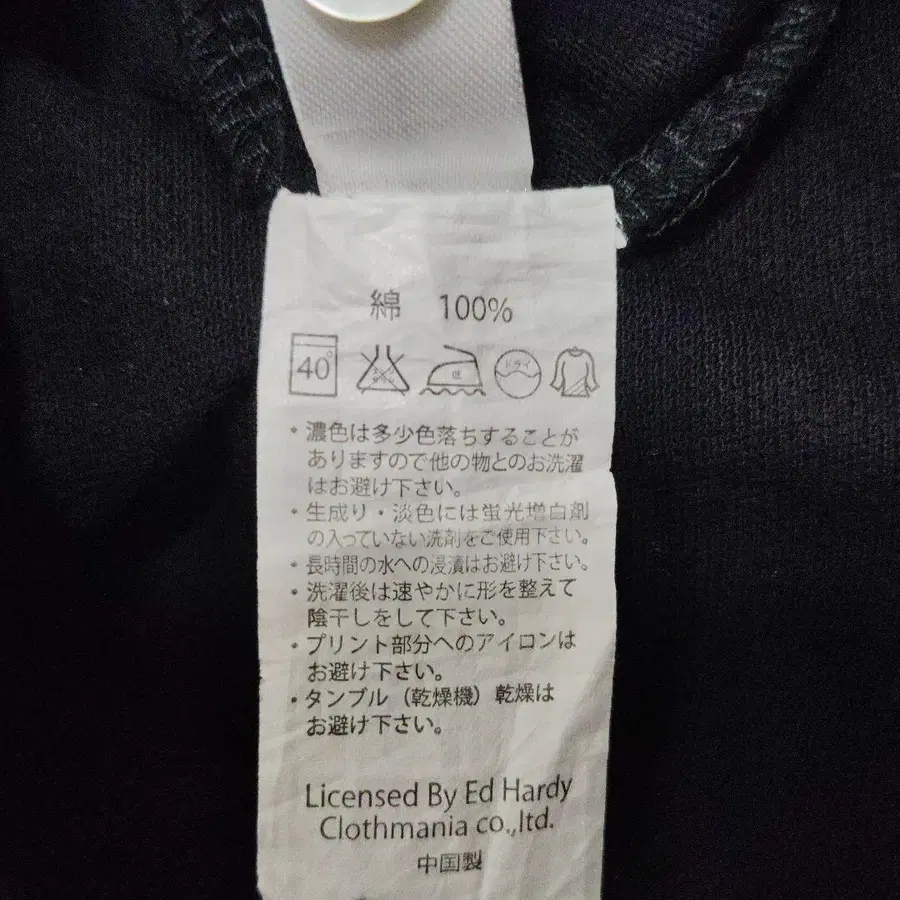 綿 100%
40° 低 ドライ
・濃色は多少色落ちすることが
ありますので他の物とのお洗濯
はお避け下さい。
・生成り・淡色には蛍光増白剤
の入っていない洗剤をご使用下さい。
・長時間の水への浸漬はお避け下さい。
・洗濯後は速やかに形を整えて
陰干しをして下さい。
・プリント部分へのアイロンは
お避け下さい。
・タンブル（乾燥機）乾燥は
お避け下さい。
Licensed By Ed Hardy
Clothmania co.,ltd.
中国製